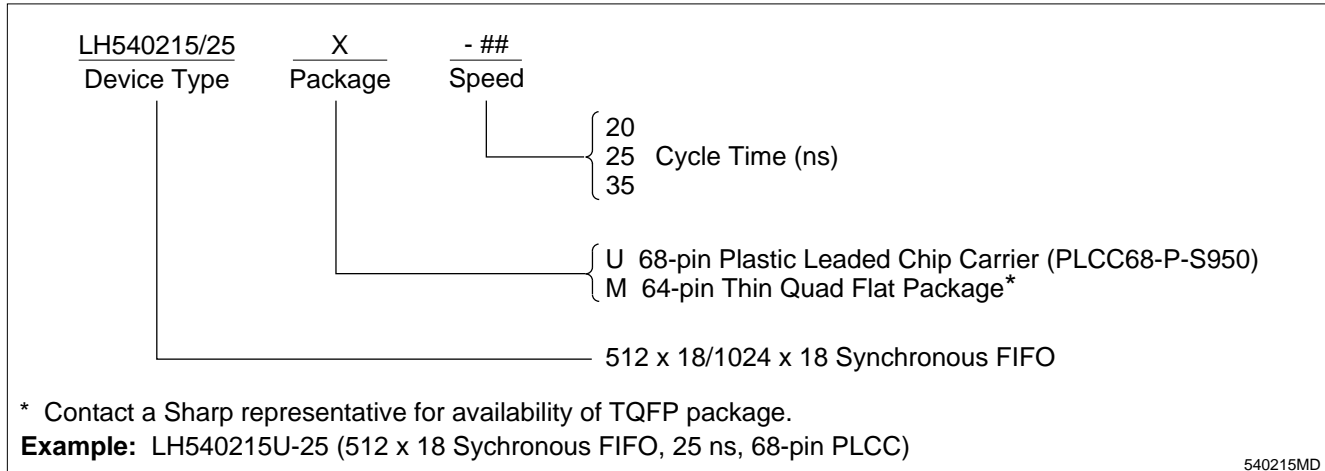 LH540215/25 X - ##
Device Type Package Speed
20
25 Cycle Time (ns)
35
U 68-pin Plastic Leaded Chip Carrier (PLCC68-P-S950)
M 64-pin Thin Quad Flat Package*
512 x 18/1024 x 18 Synchronous FIFO
* Contact a Sharp representative for availability of TQFP package.
Example: LH540215U-25 (512 x 18 Sychronous FIFO, 25 ns, 68-pin PLCC)
540215MD